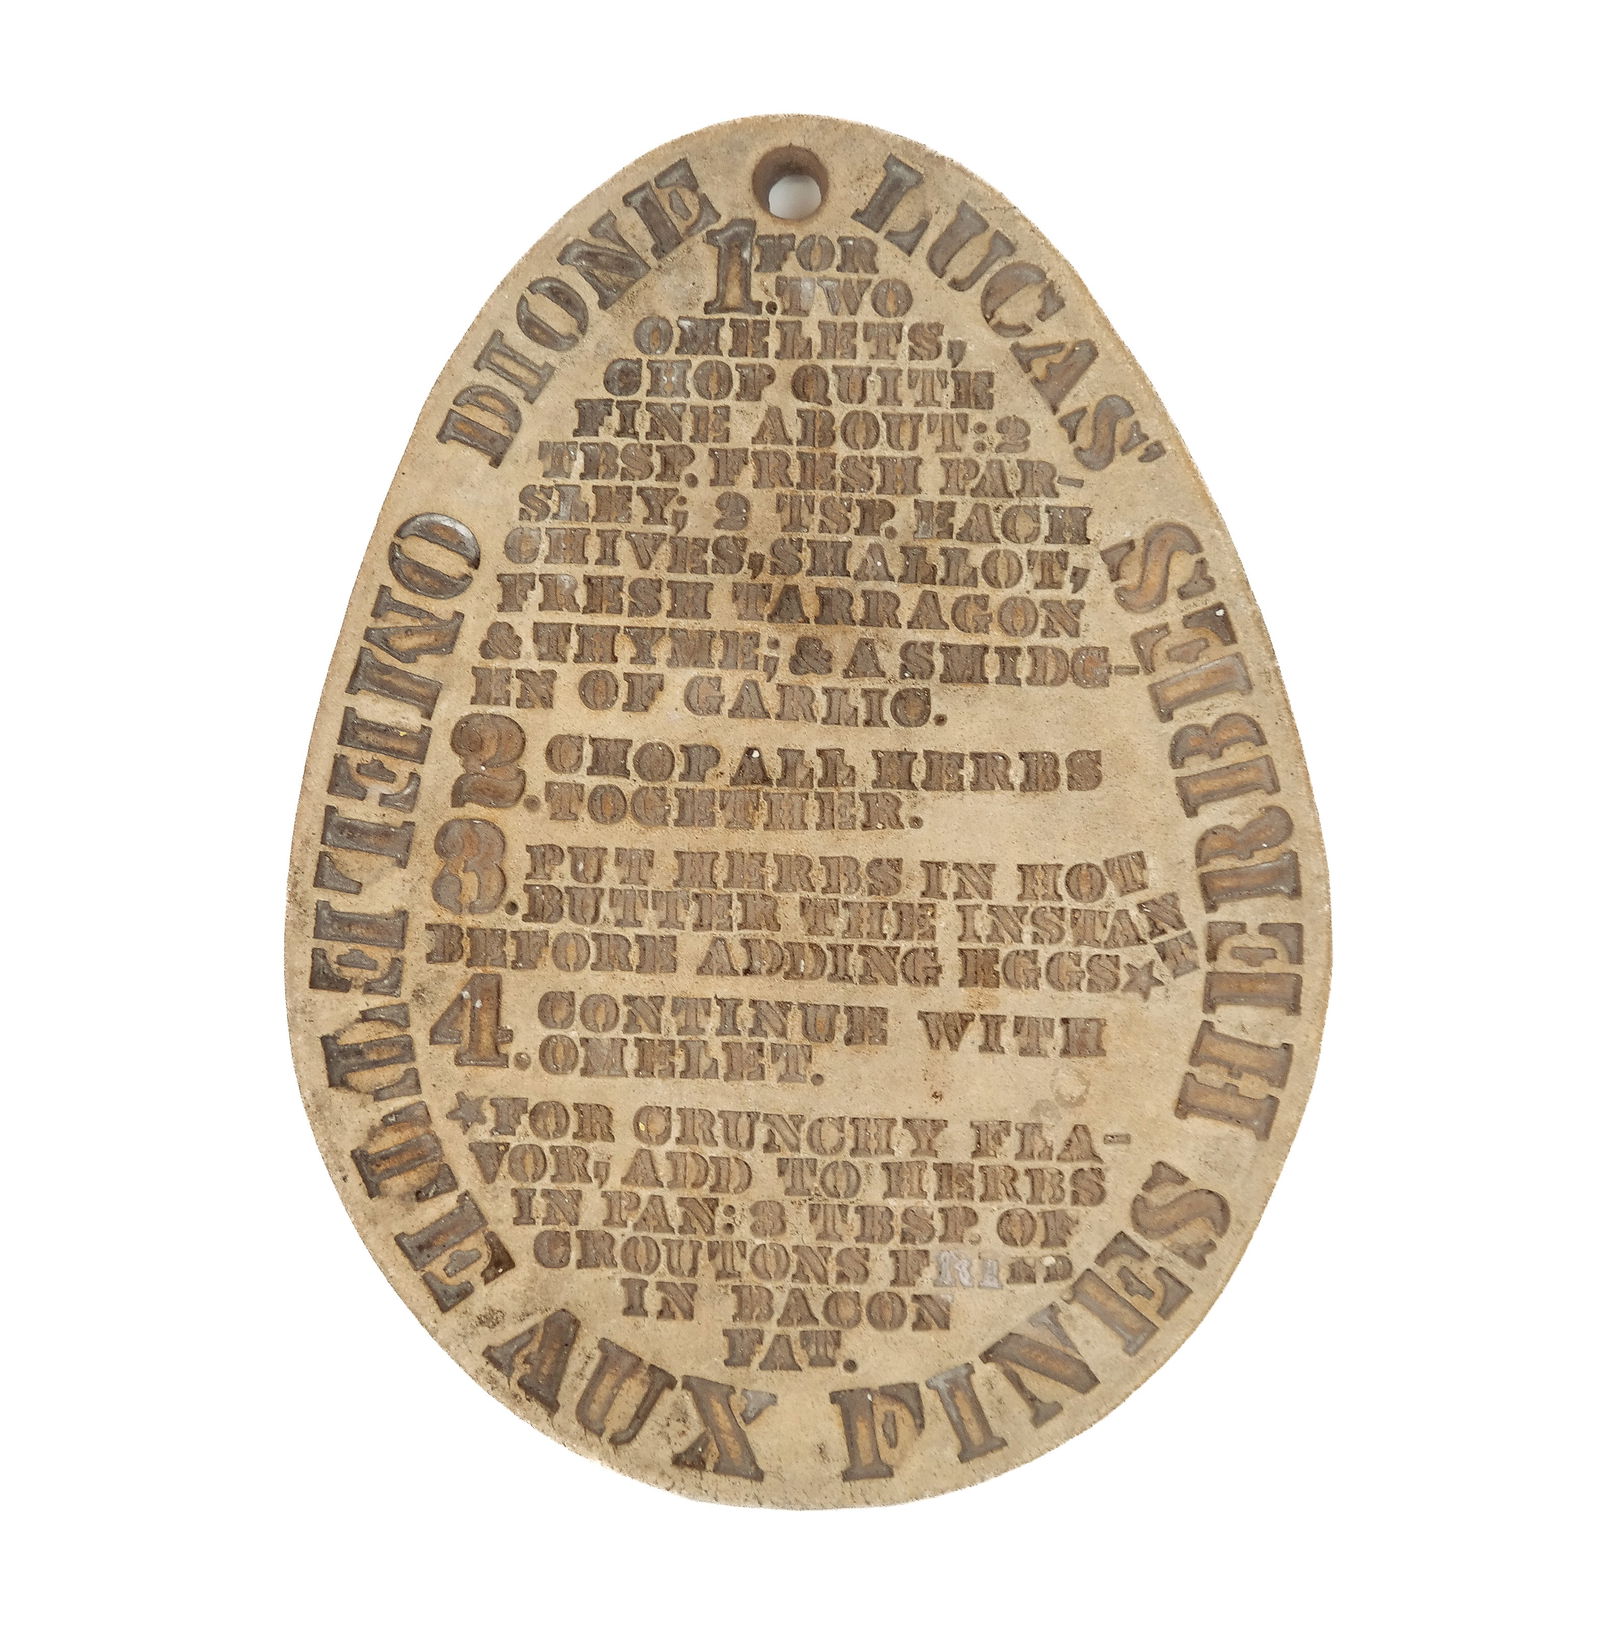 DIONE LUCAS'
OMELETTE AUX FINES HERBES
1. FOR
TWO
OMELETS,
CHOP QUITE
FINE ABOUT: 2
TBSP. FRESH PAR-
SLEY; 2 TSP. EACH
CHIVES, SHALLOT,
FRESH TARRAGON
& THYME; & A SMIDG-
EN OF GARLIC.
2. CHOP ALL HERBS
TOGETHER.
3. PUT HERBS IN HOT
BUTTER THE INSTANT
BEFORE ADDING EGGS★
4. CONTINUE WITH
OMELET.
★FOR CRUNCHY FLA-
VOR, ADD TO HERBS
IN PAN: 3 TBSP. OF
CROUTONS FRIED
IN BACON
FAT.